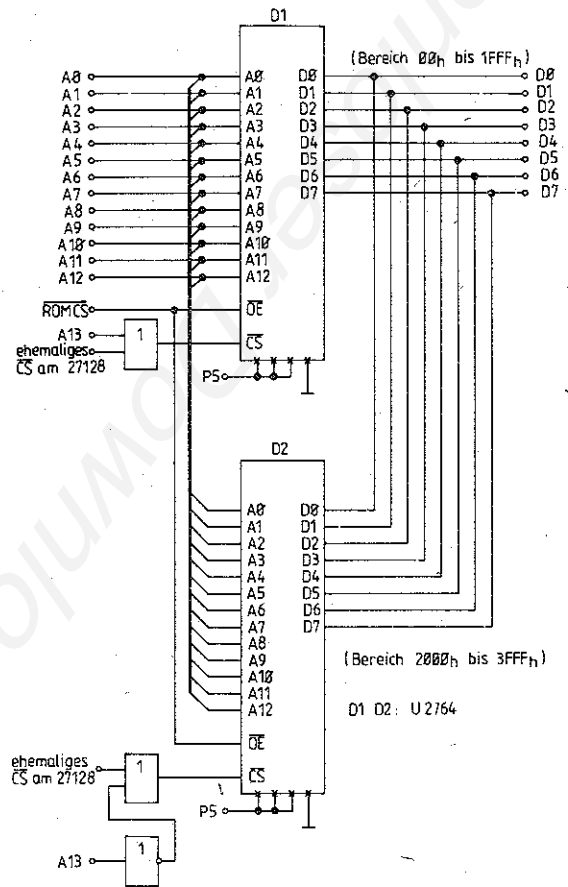 D1
(Bereich 00h bis 1FFFh)
A0 A0 D0 D0
A1 A1 D1 D1
A2 A2 D2 D2
A3 A3 D3 D3
A4 A4 D4 D4
A5 A5 D5 D5
A6 A6 D6 D6
A7 A7 D7 D7
A8 A8
A9 A9
A10 A10
A11 A11
A12 A12
ROMCS OE
A13 1
ehemaliges
CS am 27128 CS
P5
D2
A0 D0
A1 D1
A2 D2
A3 D3
A4 D4
A5 D5
A6 D6
A7 D7
A8
A9
A10
A11
A12
(Bereich 2000h bis 3FFFh)
D1 D2: U2764
OE
ehemaliges
CS am 27128 1 CS
P5
A13 1